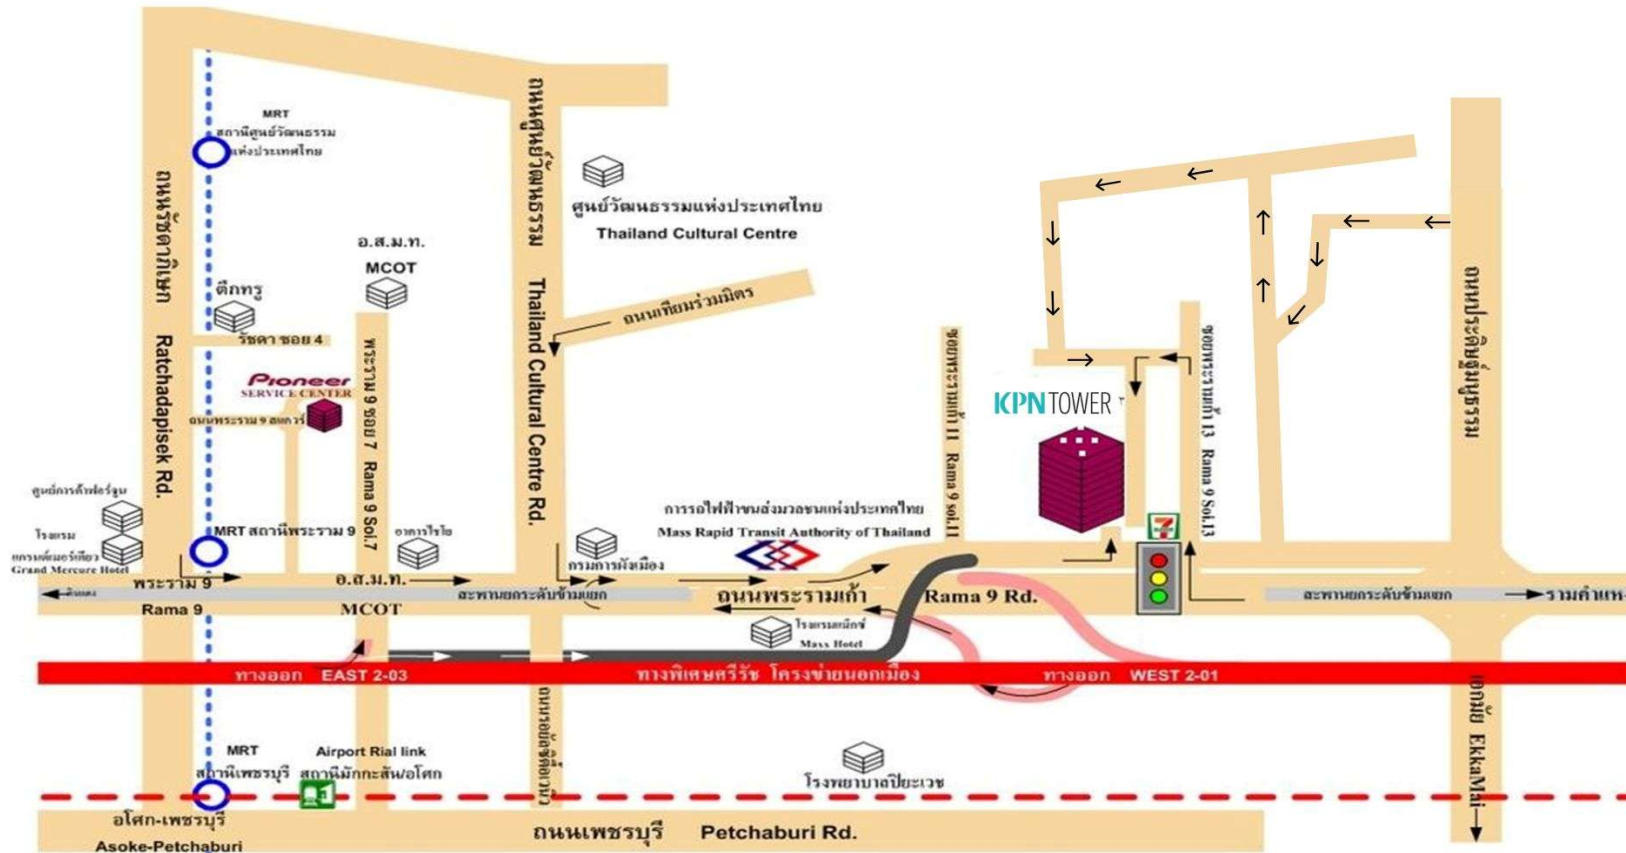 MRT
สถานีศูนย์วัฒนธรรม
แห่งประเทศไทย
ถนนรัชดาภิเษก Ratchadapisek Rd.
ถนนศูนย์วัฒนธรรม Thailand Cultural Centre Rd.
ศูนย์วัฒนธรรมแห่งประเทศไทย
Thailand Cultural Centre
อ.ส.ม.ท.
MCOT
ตึกทรู
รัชดา ซอย 4
ถนนเทียมร่วมมิตร
Pioneer
SERVICE CENTER
ถนนพระราม 9 สแควร์
พระราม 9 ซอย 7 Rama 9 Soi.7
ซอยพระรามเก้า 11 Rama 9 soi.11
KPN TOWER
ซอยพระรามเก้า 13 Rama 9 Soi.13
ถนนประดิษฐ์มนูธรรม
ศูนย์การค้าฟอร์จูน
โรงแรม
แกรนด์เมอร์เคียว
Grand Mercure Hotel
MRT สถานีพระราม 9
อาคารไซโย
กรมการผังเมือง
การรถไฟฟ้าขนส่งมวลชนแห่งประเทศไทย
Mass Rapid Transit Authority of Thailand
7
พระราม 9
อ.ส.ม.ท.
ดินแดง
สะพานยกระดับข้ามแยก
ถนนพระรามเก้า Rama 9 Rd.
สะพานยกระดับข้ามแยก
รามคำแห
Rama 9
MCOT
โรงแรมแม๊กซ์
Maxx Hotel
ทางออก EAST 2-03
ทางพิเศษศรีรัช โครงข่ายนอกเมือง
ทางออก WEST 2-01
เอกมัย EkkaMai
MRT
สถานีเพชรบุรี
Airport Rial link
สถานีมักกะสัน/อโศก
โรงพยาบาลปิยะเวช
อโศก-เพชรบุรี
Asoke-Petchaburi
ถนนเพชรบุรี Petchaburi Rd.